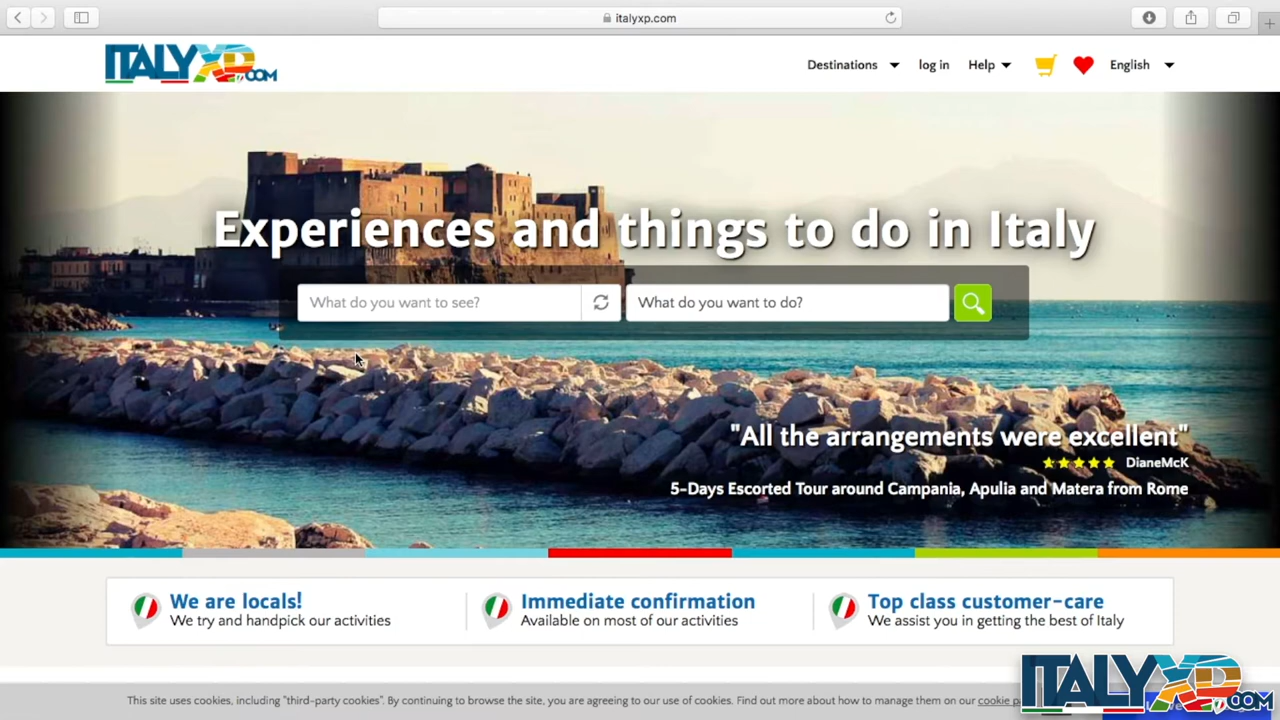 italyxp.com
ITALYXP.COM
Destinations
log in
Help
English
Experiences and things to do in Italy
What do you want to see?
What do you want to do?
"All the arrangements were excellent"
DianeMcK
5-Days Escorted Tour around Campania, Apulia and Matera from Rome
We are locals!
We try and handpick our activities
Immediate confirmation
Available on most of our activities
Top class customer-care
We assist you in getting the best of Italy
This site uses cookies, including "third-party cookies". By continuing to browse the site you are agreeing to our use of cookies. Find out more about how to manage them on our cookie
ITALYXP.COM